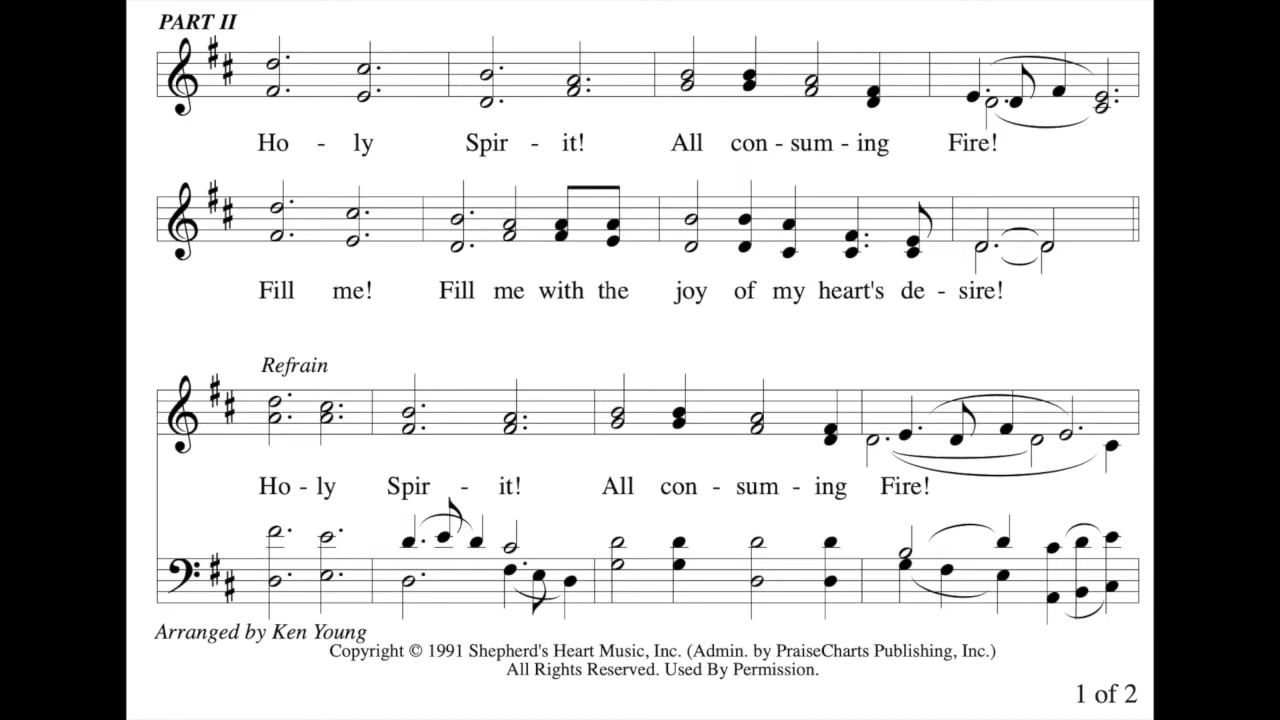 PART II
Ho - ly Spir - it! All con - sum - ing Fire!
Fill me! Fill me with the joy of my heart's de - sire!
Refrain
Ho - ly Spir - it! All con - sum - ing Fire!
Arranged by Ken Young
Copyright © 1991 Shepherd's Heart Music, Inc. (Admin. by PraiseCharts Publishing, Inc.)
All Rights Reserved. Used By Permission.
1 of 2